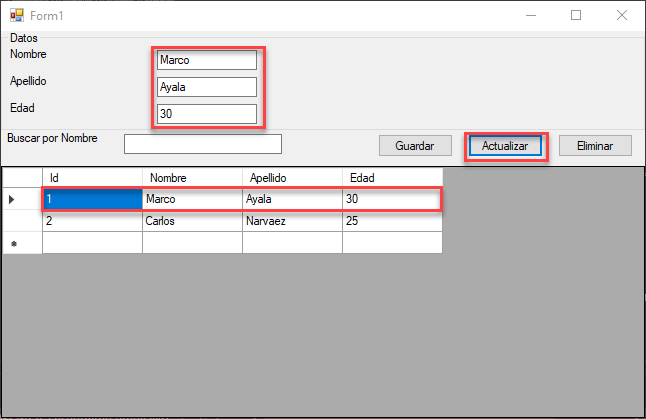 Form1
Datos
Nombre Marco
Apellido Ayala
Edad 30
Buscar por Nombre Guardar Actualizar Eliminar
Id Nombre Apellido Edad
1 Marco Ayala 30
2 Carlos Narvaez 25